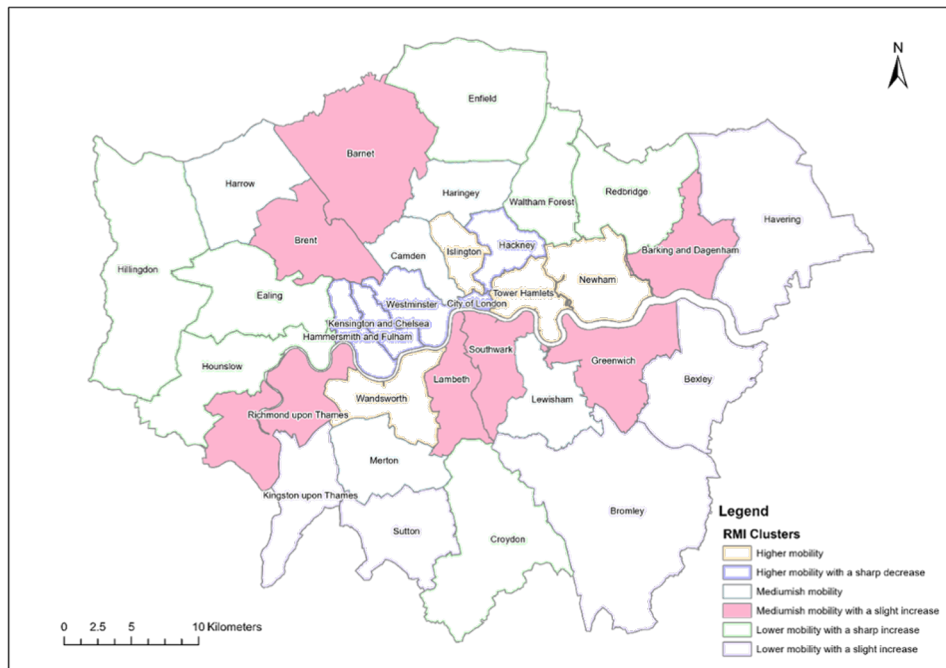 N
Enfield
Barnet
Harrow
Haringey
Waltham Forest
Redbridge
Havering
Brent
Hackney
Islington
Camden
Barking and Dagenham
Hillingdon
Newham
Ealing
Tower Hamlets
Westminster
City of London
Kensington and Chelsea
Hammersmith and Fulham
Southwark
Hounslow
Greenwich
Lambeth
Bexley
Wandsworth
Lewisham
Richmond upon Thames
Merton
Kingston upon Thames
Bromley
Sutton
Croydon
Legend
RMI Clusters
Higher mobility
Higher mobility with a sharp decrease
Mediumish mobility
Mediumish mobility with a slight increase
Lower mobility with a sharp increase
Lower mobility with a slight increase
0 2.5 5 10 Kilometers